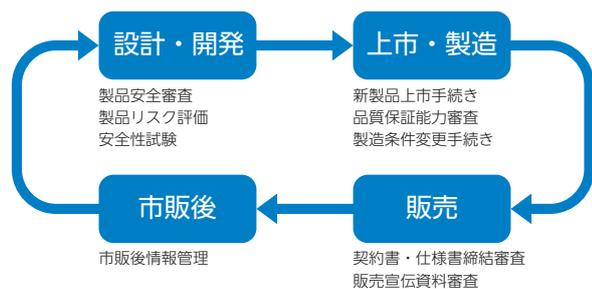 設計・開発
製品安全審査
製品リスク評価
安全性試験
上市・製造
新製品上市手続き
品質保証能力審査
製造条件変更手続き
販売
契約書・仕様書締結審査
販売宣伝資料審査
市販後
市販後情報管理